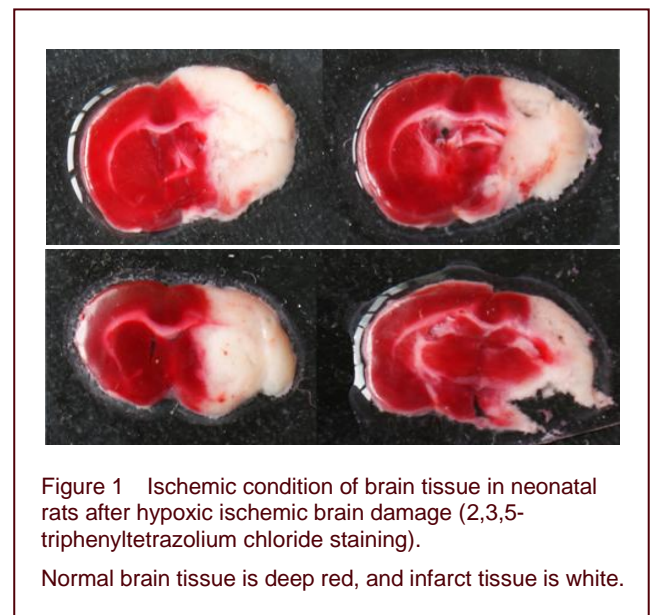 Figure 1 Ischemic condition of brain tissue in neonatal
rats after hypoxic ischemic brain damage (2,3,5-
triphenyltetrazolium chloride staining).
Normal brain tissue is deep red, and infarct tissue is white.